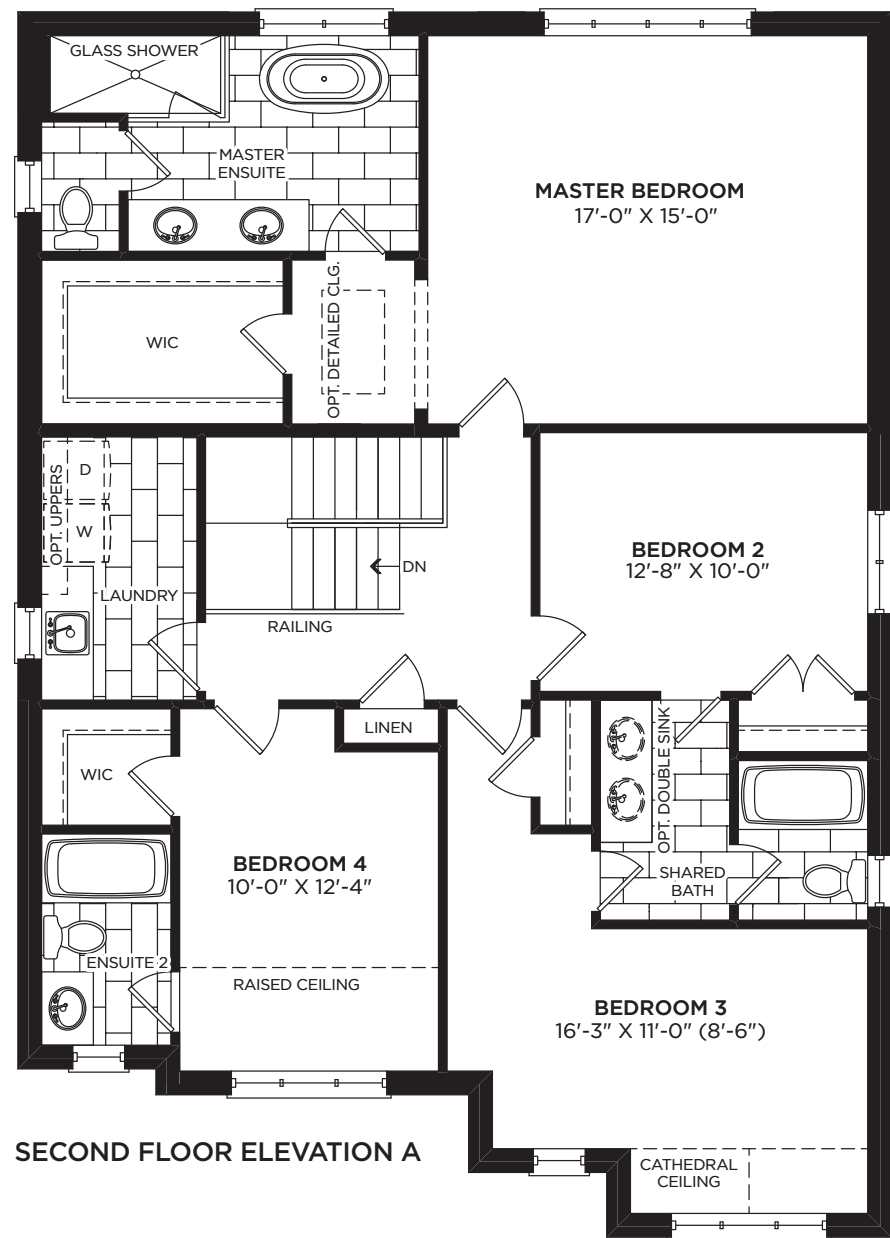 GLASS SHOWER
MASTER
ENSUITE
MASTER BEDROOM
17'-0" X 15'-0"
WIC
OPT. DETAILED CLG.
OPT. UPPERS
D
W
LAUNDRY
DN
RAILING
BEDROOM 2
12'-8" X 10'-0"
LINEN
WIC
OPT. DOUBLE SINK
BEDROOM 4
10'-0" X 12'-4"
SHARED
BATH
ENSUITE 2
RAISED CEILING
BEDROOM 3
16'-3" X 11'-0" (8'-6")
SECOND FLOOR ELEVATION A
CATHEDRAL
CEILING